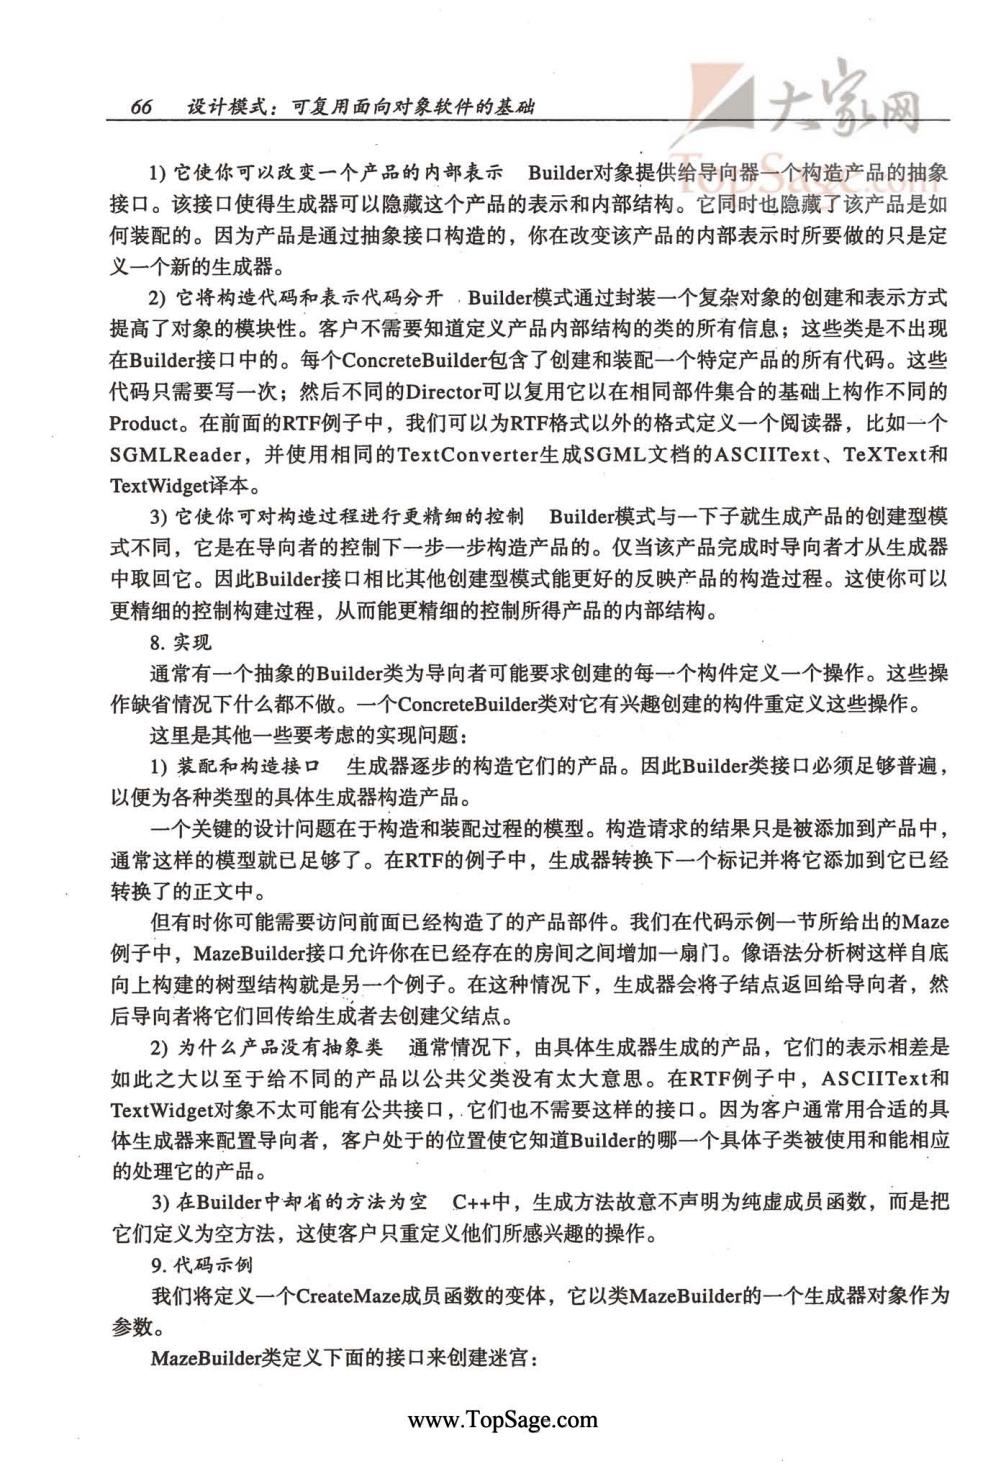 大家网
TopSage.com
66 设计模式：可复用面向对象软件的基础
1) 它使你可以改变一个产品的内部表示 Builder对象提供给导向器一个构造产品的抽象
接口。该接口使得生成器可以隐藏这个产品的表示和内部结构。它同时也隐藏了该产品是如
何装配的。因为产品是通过抽象接口构造的，你在改变该产品的内部表示时所要做的只是定
义一个新的生成器。
2) 它将构造代码和表示代码分开 Builder模式通过封装一个复杂对象的创建和表示方式
提高了对象的模块性。客户不需要知道定义产品内部结构的类的所有信息；这些类是不出现
在Builder接口中的。每个ConcreteBuilder包含了创建和装配一个特定产品的所有代码。这些
代码只需要写一次；然后不同的Director可以复用它以在相同部件集合的基础上构作不同的
Product。在前面的RTF例子中，我们可以为RTF格式以外的格式定义一个阅读器，比如一个
SGMLReader，并使用相同的TextConverter生成SGML文档的ASCIIText、TeXText和
TextWidget译本。
3) 它使你可对构造过程进行更精细的控制 Builder模式与一下子就生成产品的创建型模
式不同，它是在导向者的控制下一步一步构造产品的。仅当该产品完成时导向者才从生成器
中取回它。因此Builder接口相比其他创建型模式能更好的反映产品的构造过程。这使你可以
更精细的控制构建过程，从而能更精细的控制所得产品的内部结构。
8. 实现
通常有一个抽象的Builder类为导向者可能要求创建的每一个构件定义一个操作。这些操
作缺省情况下什么都不做。一个ConcreteBuilder类对它有兴趣创建的构件重定义这些操作。
这里是其他一些要考虑的实现问题：
1) 装配和构造接口 生成器逐步的构造它们的产品。因此Builder类接口必须足够普遍，
以便为各种类型的具体生成器构造产品。
一个关键的设计问题在于构造和装配过程的模型。构造请求的结果只是被添加到产品中，
通常这样的模型就已足够了。在RTF的例子中，生成器转换下一个标记并将它添加到它已经
转换了的正文中。
但有时你可能需要访问前面已经构造了的产品部件。我们在代码示例一节所给出的Maze
例子中，MazeBuilder接口允许你在已经存在的房间之间增加一扇门。像语法分析树这样自底
向上构建的树型结构就是另一个例子。在这种情况下，生成器会将子结点返回给导向者，然
后导向者将它们回传给生成者去创建父结点。
2) 为什么产品没有抽象类 通常情况下，由具体生成器生成的产品，它们的表示相差是
如此之大以至于给不同的产品以公共父类没有太大意思。在RTF例子中，ASCIIText和
TextWidget对象不太可能有公共接口，它们也不需要这样的接口。因为客户通常用合适的具
体生成器来配置导向者，客户处于的位置使它知道Builder的哪一个具体子类被使用和能相应
的处理它的产品。
3) 在Builder中却省的方法为空 C++中，生成方法故意不声明为纯虚成员函数，而是把
它们定义为空方法，这使客户只重定义他们所感兴趣的操作。
9. 代码示例
我们将定义一个CreateMaze成员函数的变体，它以类MazeBuilder的一个生成器对象作为
参数。
MazeBuilder类定义下面的接口来创建迷宫：
www.TopSage.com